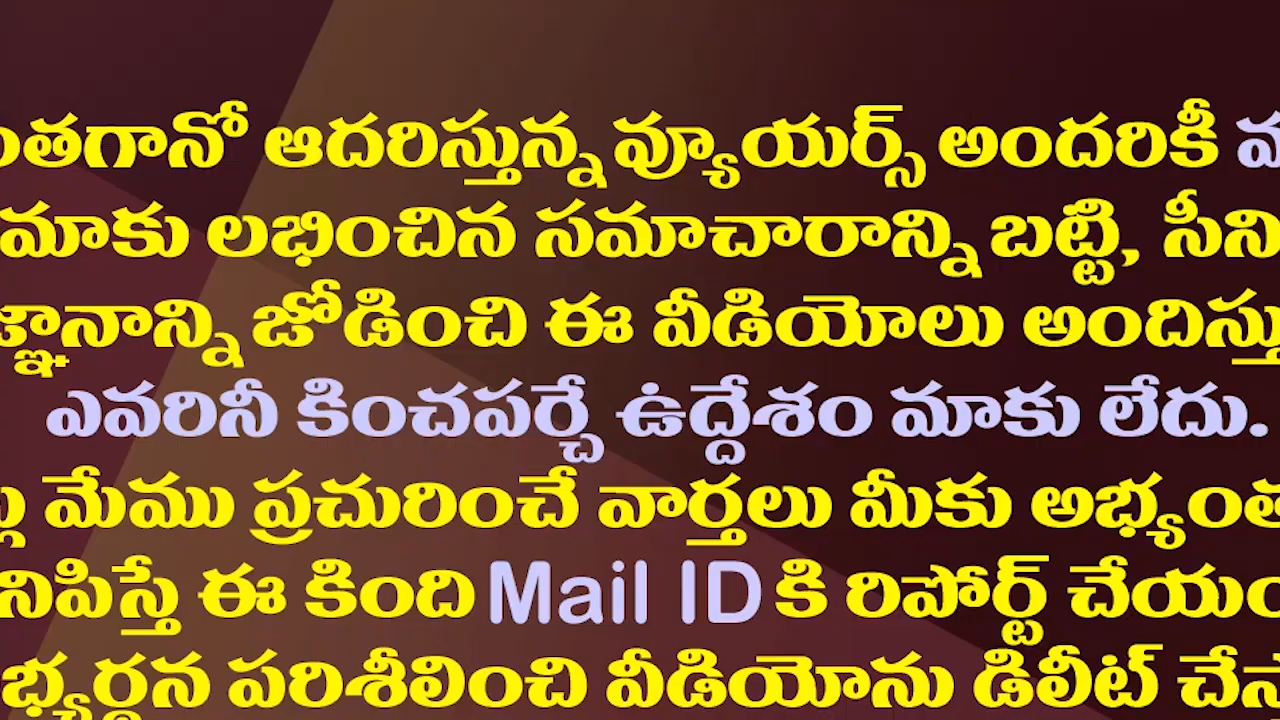 ఆదరిస్తున్న వ్యూయర్స్ అందరికీ
మాకు లభించిన సమాచారాన్ని బట్టి,
జోడించి ఈ వీడియోలు
ఎవరినీ కించపర్చే ఉద్దేశం మాకు లేదు.
మేము ప్రచురించే వార్తలు మీకు
ఈ కింది Mail ID కి రిపోర్ట్
పరిశీలించి వీడియోను డిలీట్